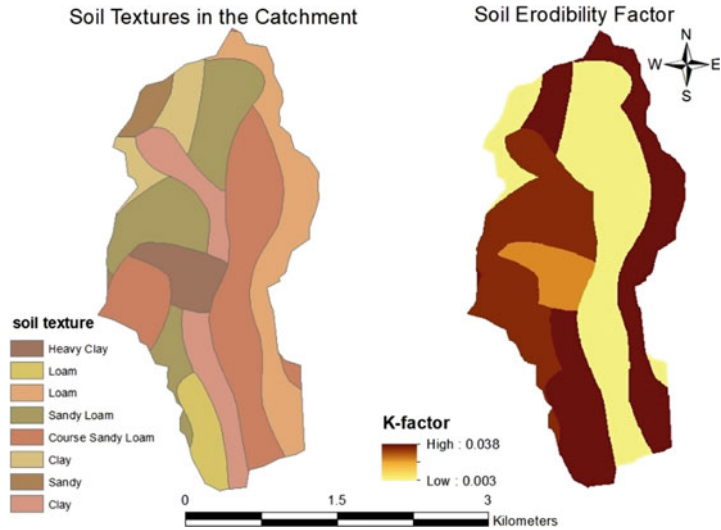 Soil Textures in the Catchment
Soil Erodibility Factor
N
W E
S
soil texture
Heavy Clay
Loam
Loam
Sandy Loam
Course Sandy Loam
Clay
Sandy
Clay
K-factor
High : 0.038
Low : 0.003
0 1.5 3
Kilometers